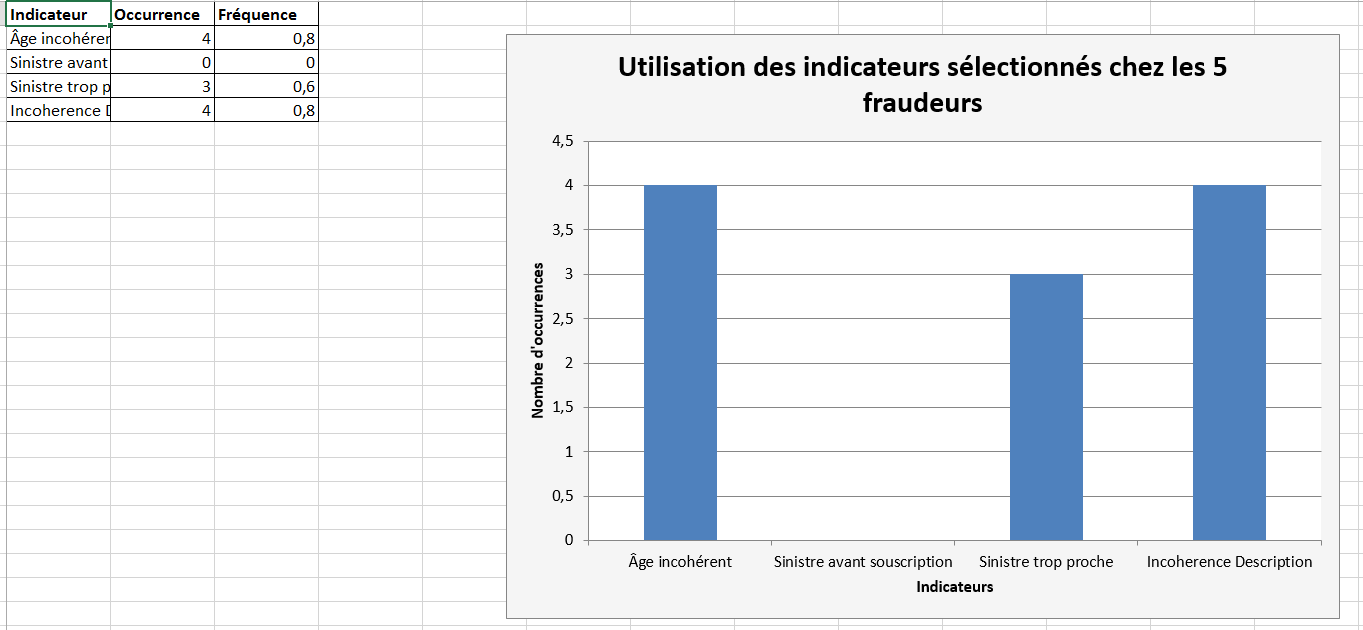 Indicateur Occurrence Fréquence
Âge incohérer 4 0,8
Sinistre avant 0 0
Sinistre trop p 3 0,6
Incoherence D 4 0,8
Utilisation des indicateurs sélectionnés chez les 5
fraudeurs
4,5
4
3,5
3
2,5
2
1,5
1
0,5
0
Nombre d'occurrences
Âge incohérent Sinistre avant souscription Sinistre trop proche Incoherence Description
Indicateurs